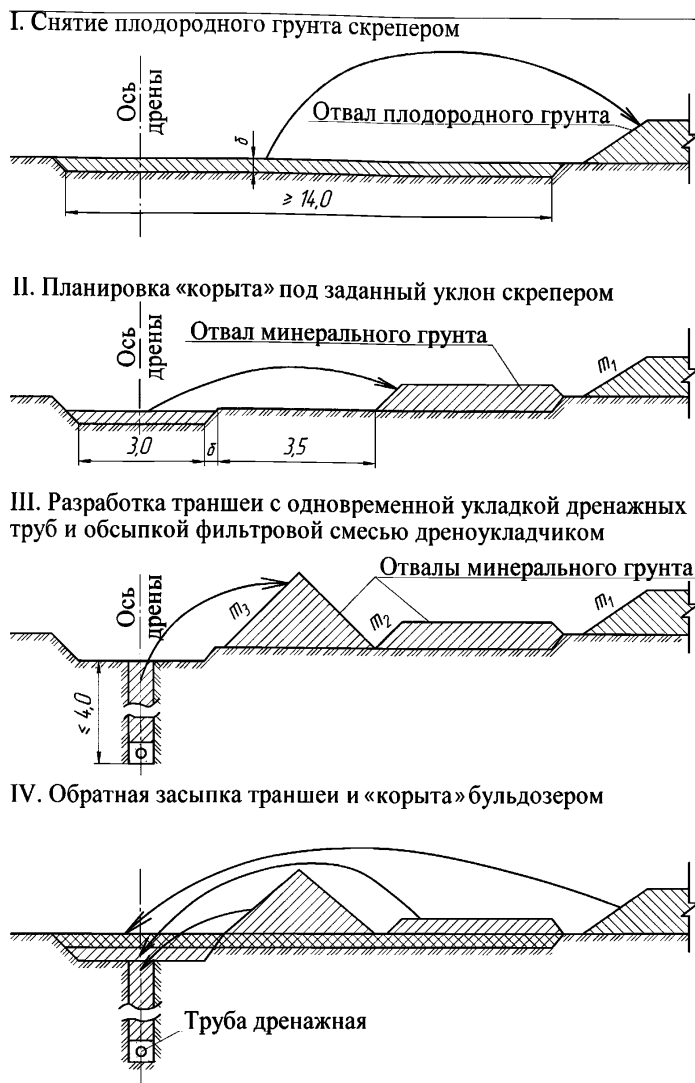 I. Снятие плодородного грунта скрепером
Ось
дрены
δ
Отвал плодородного грунта
≥ 14,0
II. Планировка «корыта» под заданный уклон скрепером
Ось
дрены
Отвал минерального грунта
m₁
3,0
δ
3,5
III. Разработка траншеи с одновременной укладкой дренажных
труб и обсыпкой фильтровой смесью дреноукладчиком
Ось
дрены
Отвалы минерального грунта
m₃
m₂
m₁
≤ 4,0
IV. Обратная засыпка траншеи и «корыта» бульдозером
Труба дренажная